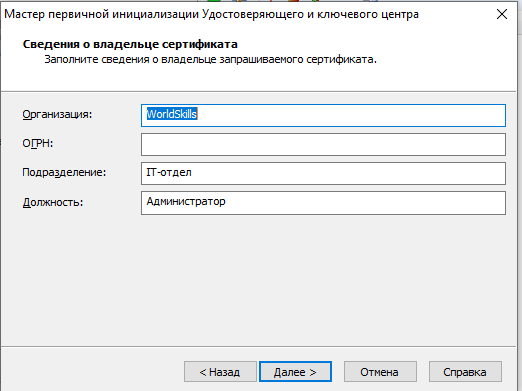 Мастер первичной инициализации Удостоверяющего и ключевого центра
Сведения о владельце сертификата
Заполните сведения о владельце запрашиваемого сертификата.
Организация: WorldSkills
ОГРН:
Подразделение: IT-отдел
Должность: Администратор
< Назад Далее > Отмена Справка